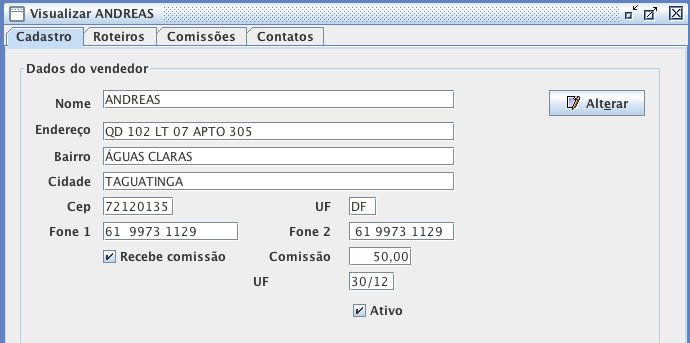 Visualizar ANDREAS
Cadastro Roteiros Comissões Contatos
Dados do vendedor
Nome ANDREAS Alterar
Endereço QD 102 LT 07 APTO 305
Bairro ÁGUAS CLARAS
Cidade TAGUATINGA
Cep 72120135 UF DF
Fone 1 61 9973 1129 Fone 2 61 9973 1129
Recebe comissão Comissão 50,00
UF 30/12
Ativo